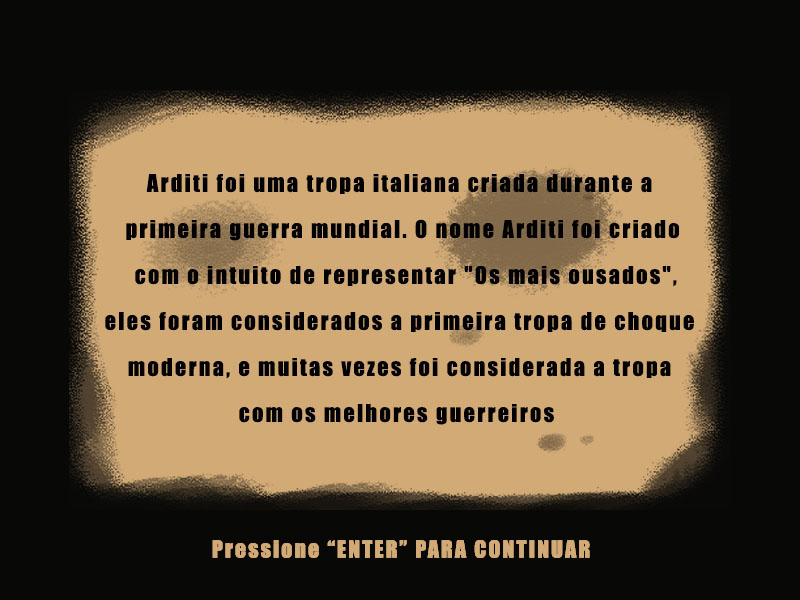 Arditi foi uma tropa italiana criada durante a
primeira guerra mundial. O nome Arditi foi criado
com o intuito de representar "Os mais ousados",
eles foram considerados a primeira tropa de choque
moderna, e muitas vezes foi considerada a tropa
com os melhores guerreiros
Pressione “ENTER” PARA CONTINUAR